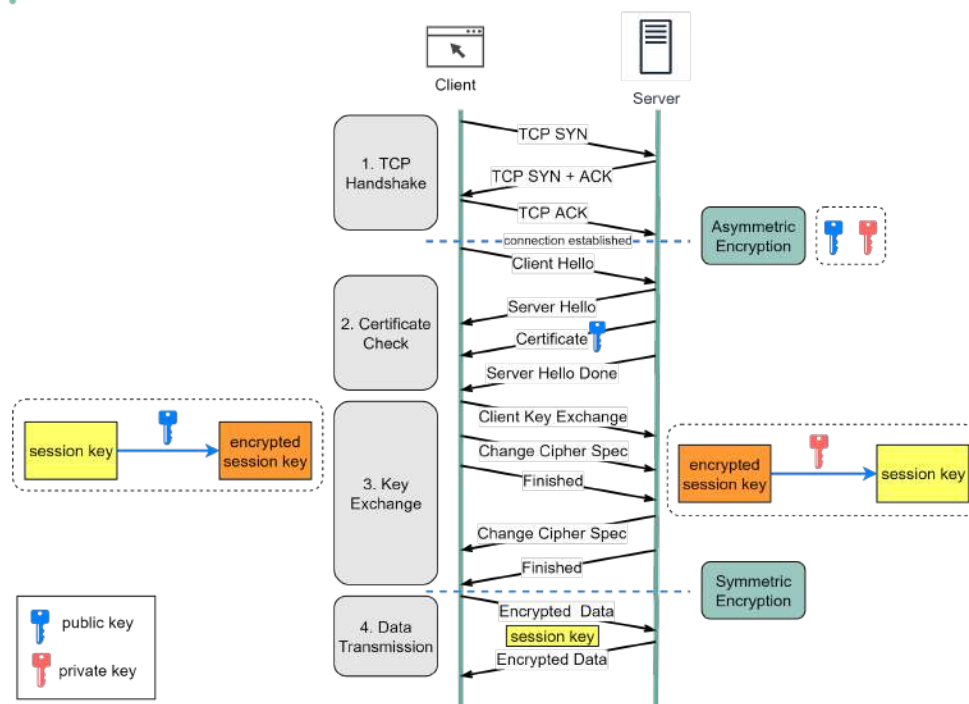 Client
Server
1. TCP
Handshake
TCP SYN
TCP SYN + ACK
TCP ACK
connection established
Asymmetric
Encryption
Client Hello
2. Certificate
Check
Server Hello
Certificate
Server Hello Done
session key
encrypted
session key
3. Key
Exchange
Client Key Exchange
Change Cipher Spec
Finished
Change Cipher Spec
Finished
encrypted
session key
session key
Symmetric
Encryption
4. Data
Transmission
Encrypted Data
session key
Encrypted Data
public key
private key